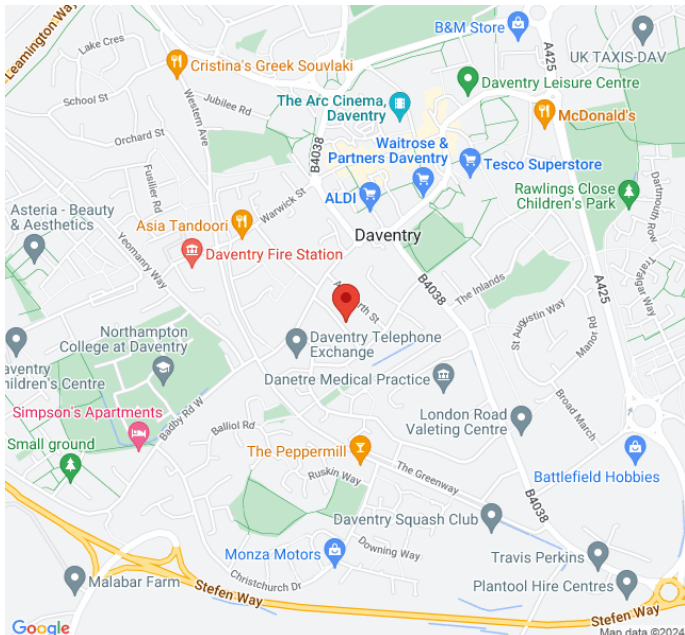 Leamington Way
Lake Cres
B&M Store
A425
UK TAXIS-DAV
Cristina's Greek Souvlaki
Daventry Leisure Centre
School St
Western Ave
Jubilee Rd
The Arc Cinema,
Daventry
McDonald's
Orchard St
B4038
Waitrose &
Partners Daventry
Tesco Superstore
Fusilier Rd
Warwick St
ALDI
Rawlings Close
Children's Park
Dartmouth Row
Asteria - Beauty
& Aesthetics
Asia Tandoori
Daventry
Yeomanry Way
Daventry Fire Station
B4038
The Inlands
A425
Trafalgar Way
St Augustin Way
Manor Rd
Northampton
College at Daventry
Daventry Telephone
Exchange
Children's Centre
Danetre Medical Practice
Simpson's Apartments
Badby Rd W
Balliol Rd
London Road
Valeting Centre
Broad March
Small ground
The Peppermill
Battlefield Hobbies
Ruskin Way
The Greenway
B4038
Daventry Squash Club
Monza Motors
Downing Way
Travis Perkins
Malabar Farm
Christchurch Dr
Plantool Hire Centres
Stefen Way
Stefen Way
Google
Map data ©2024